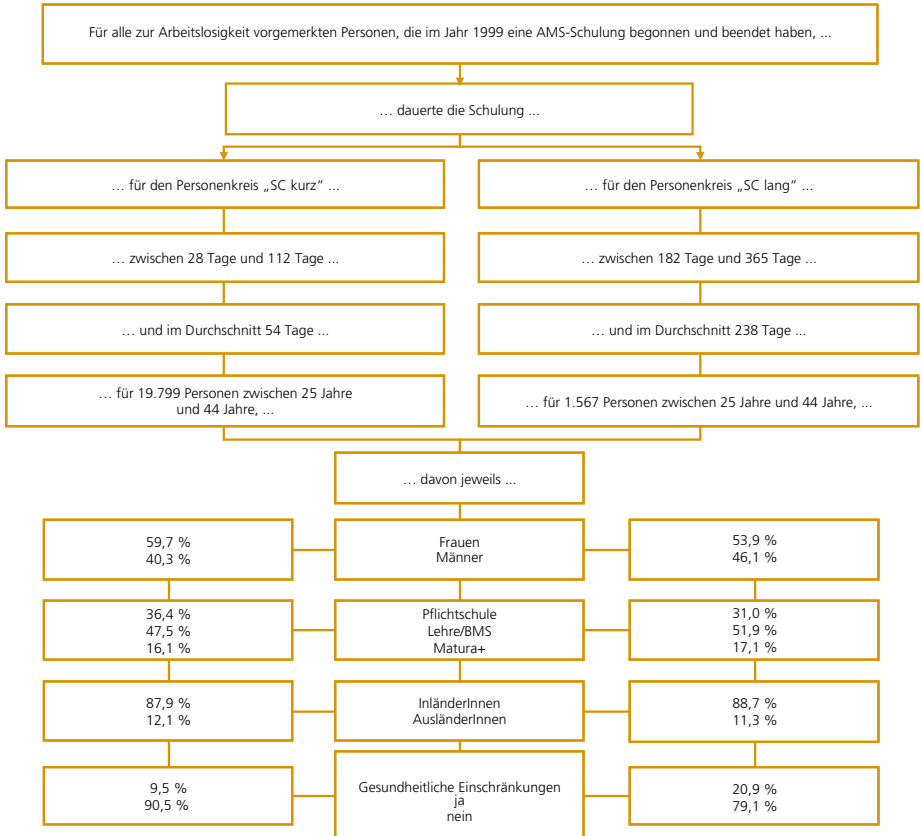 Für alle zur Arbeitslosigkeit vorgemerkten Personen, die im Jahr 1999 eine AMS-Schulung begonnen und beendet haben, ...
… dauerte die Schulung ...
… für den Personenkreis „SC kurz“ ...
… für den Personenkreis „SC lang“ ...
… zwischen 28 Tage und 112 Tage ...
… zwischen 182 Tage und 365 Tage ...
… und im Durchschnitt 54 Tage ...
… und im Durchschnitt 238 Tage ...
… für 19.799 Personen zwischen 25 Jahre
und 44 Jahre, ...
… für 1.567 Personen zwischen 25 Jahre und 44 Jahre, ...
… davon jeweils ...
59,7 %
40,3 %
Frauen
Männer
53,9 %
46,1 %
36,4 %
47,5 %
16,1 %
Pflichtschule
Lehre/BMS
Matura+
31,0 %
51,9 %
17,1 %
87,9 %
12,1 %
InländerInnen
AusländerInnen
88,7 %
11,3 %
9,5 %
90,5 %
Gesundheitliche Einschränkungen
ja
nein
20,9 %
79,1 %